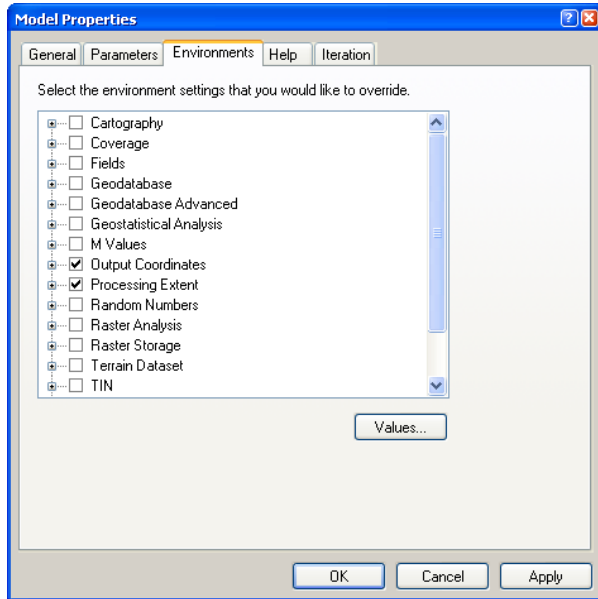 Model Properties
General Parameters Environments Help Iteration
Select the environment settings that you would like to override.
Cartography
Coverage
Fields
Geodatabase
Geodatabase Advanced
Geostatistical Analysis
M Values
Output Coordinates
Processing Extent
Random Numbers
Raster Analysis
Raster Storage
Terrain Dataset
TIN
Values...
OK Cancel Apply